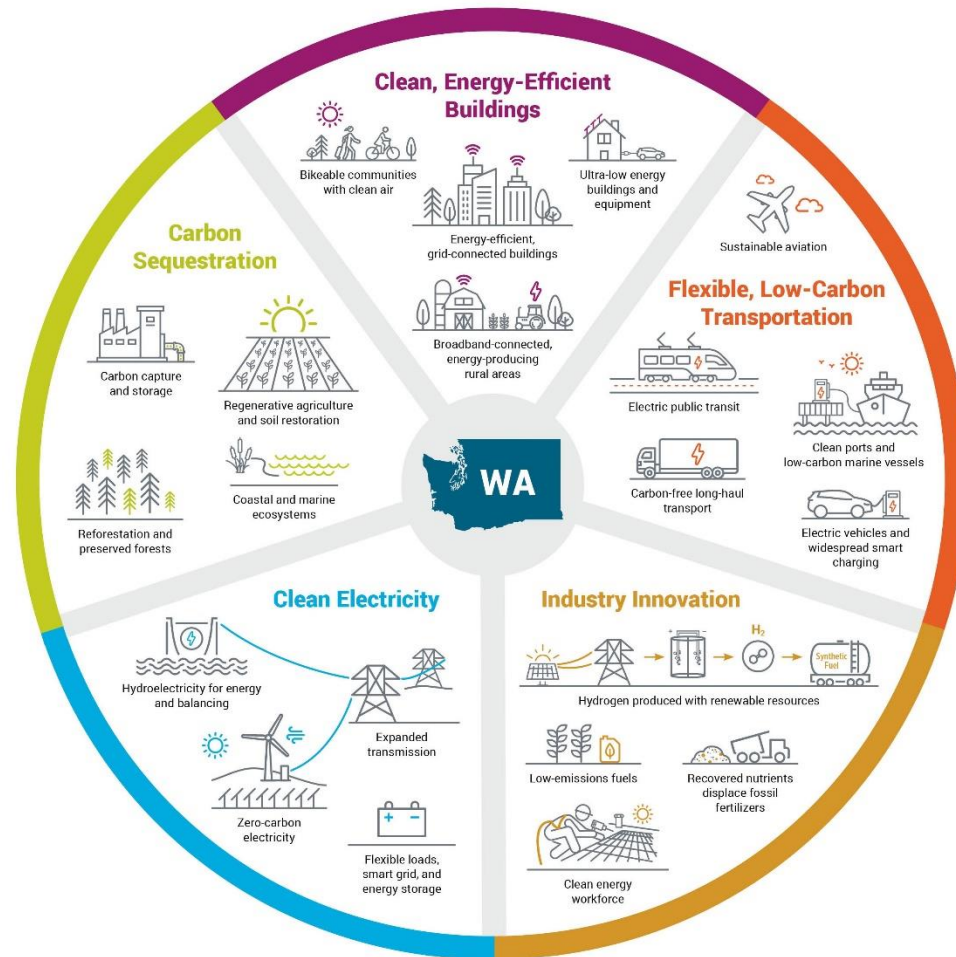 Clean, Energy-Efficient
Buildings
Bikeable communities
with clean air
Energy-efficient,
grid-connected buildings
Ultra-low energy
buildings and
equipment
Broadband-connected,
energy-producing
rural areas
Sustainable aviation
Flexible, Low-Carbon
Transportation
Electric public transit
Clean ports and
low-carbon marine vessels
Carbon-free long-haul
transport
Electric vehicles and
widespread smart
charging
Carbon
Sequestration
Carbon capture
and storage
Regenerative agriculture
and soil restoration
Reforestation and
preserved forests
Coastal and marine
ecosystems
WA
Clean Electricity
Hydroelectricity for energy
and balancing
Expanded
transmission
Zero-carbon
electricity
+ -
Flexible loads,
smart grid, and
energy storage
Industry Innovation
+ -
H₂
Synthetic
Fuel
Hydrogen produced with renewable resources
Low-emissions fuels
Recovered nutrients
displace fossil
fertilizers
Clean energy
workforce